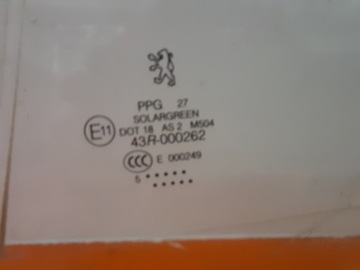 PPG 27
SOLARGREEN
E11 DOT 18 AS 2 M504
43R-000262
CCC E 000249
5 •••••
•••••